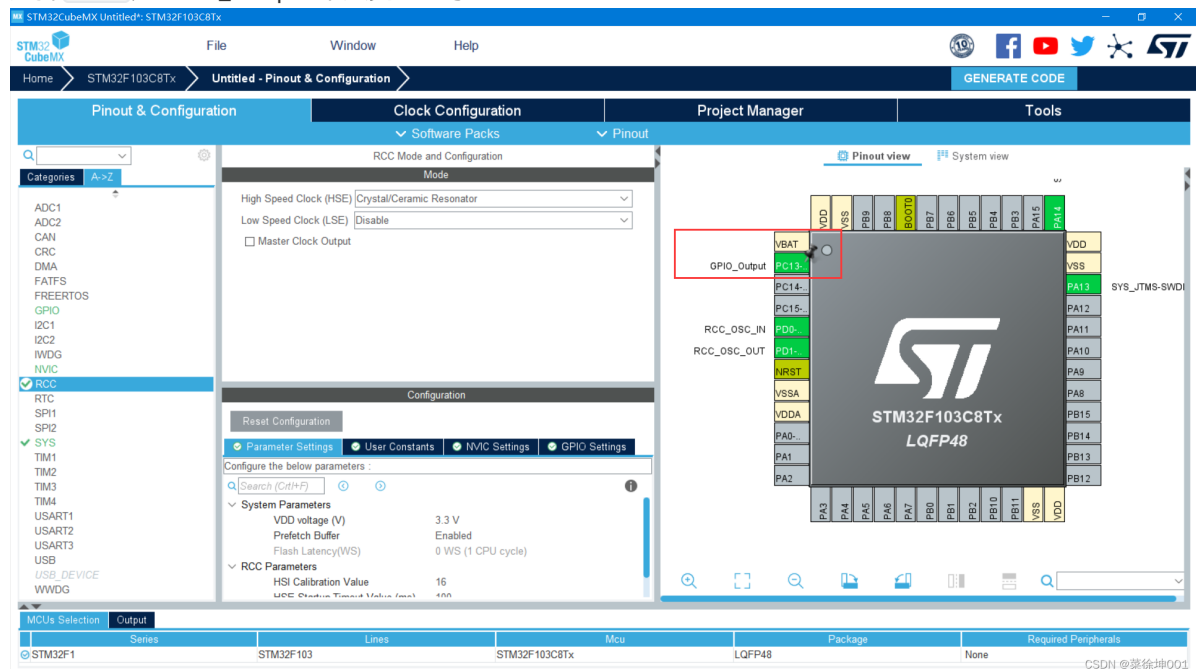 MX STM32CubeMX Untitled*: STM32F103C8Tx
STM32 CubeMX
File Window Help
Home STM32F103C8Tx Untitled - Pinout & Configuration GENERATE CODE
Pinout & Configuration Clock Configuration Project Manager Tools
Software Packs Pinout
Categories A->Z
ADC1
ADC2
CAN
CRC
DMA
FATFS
FREERTOS
GPIO
I2C1
I2C2
IWDG
NVIC
RCC
RTC
SPI1
SPI2
SYS
TIM1
TIM2
TIM3
TIM4
USART1
USART2
USART3
USB
USB_DEVICE
WWDG
RCC Mode and Configuration
Mode
High Speed Clock (HSE) Crystal/Ceramic Resonator
Low Speed Clock (LSE) Disable
Master Clock Output
Configuration
Reset Configuration
Parameter Settings User Constants NVIC Settings GPIO Settings
Configure the below parameters :
Search (Crtl+F)
System Parameters
VDD voltage (V) 3.3 V
Prefetch Buffer Enabled
Flash Latency(WS) 0 WS (1 CPU cycle)
RCC Parameters
HSI Calibration Value 16
HSE Startup Timeout Value (ms) 100
Pinout view System view
VDD VSS PB9 PB8 BOOT0 PB7 PB6 PB5 PB4 PB3 PA15 PA14
VBAT
GPIO_Output PC13-..
PC14-..
PC15-..
RCC_OSC_IN PD0-..
RCC_OSC_OUT PD1-..
NRST
VSSA
VDDA
PA0-..
PA1
PA2
VDD
VSS
PA13 SYS_JTMS-SWDI
PA12
PA11
PA10
PA9
PA8
PB15
PB14
PB13
PB12
STM32F103C8Tx
LQFP48
PA3 PA4 PA5 PA6 PA7 PB0 PB1 PB2 PB10 PB11 VSS VDD
MCUs Selection Output
Series Lines Mcu Package Required Peripherals
STM32F1 STM32F103 STM32F103C8Tx LQFP48 None
CSDN @蔡徐坤001